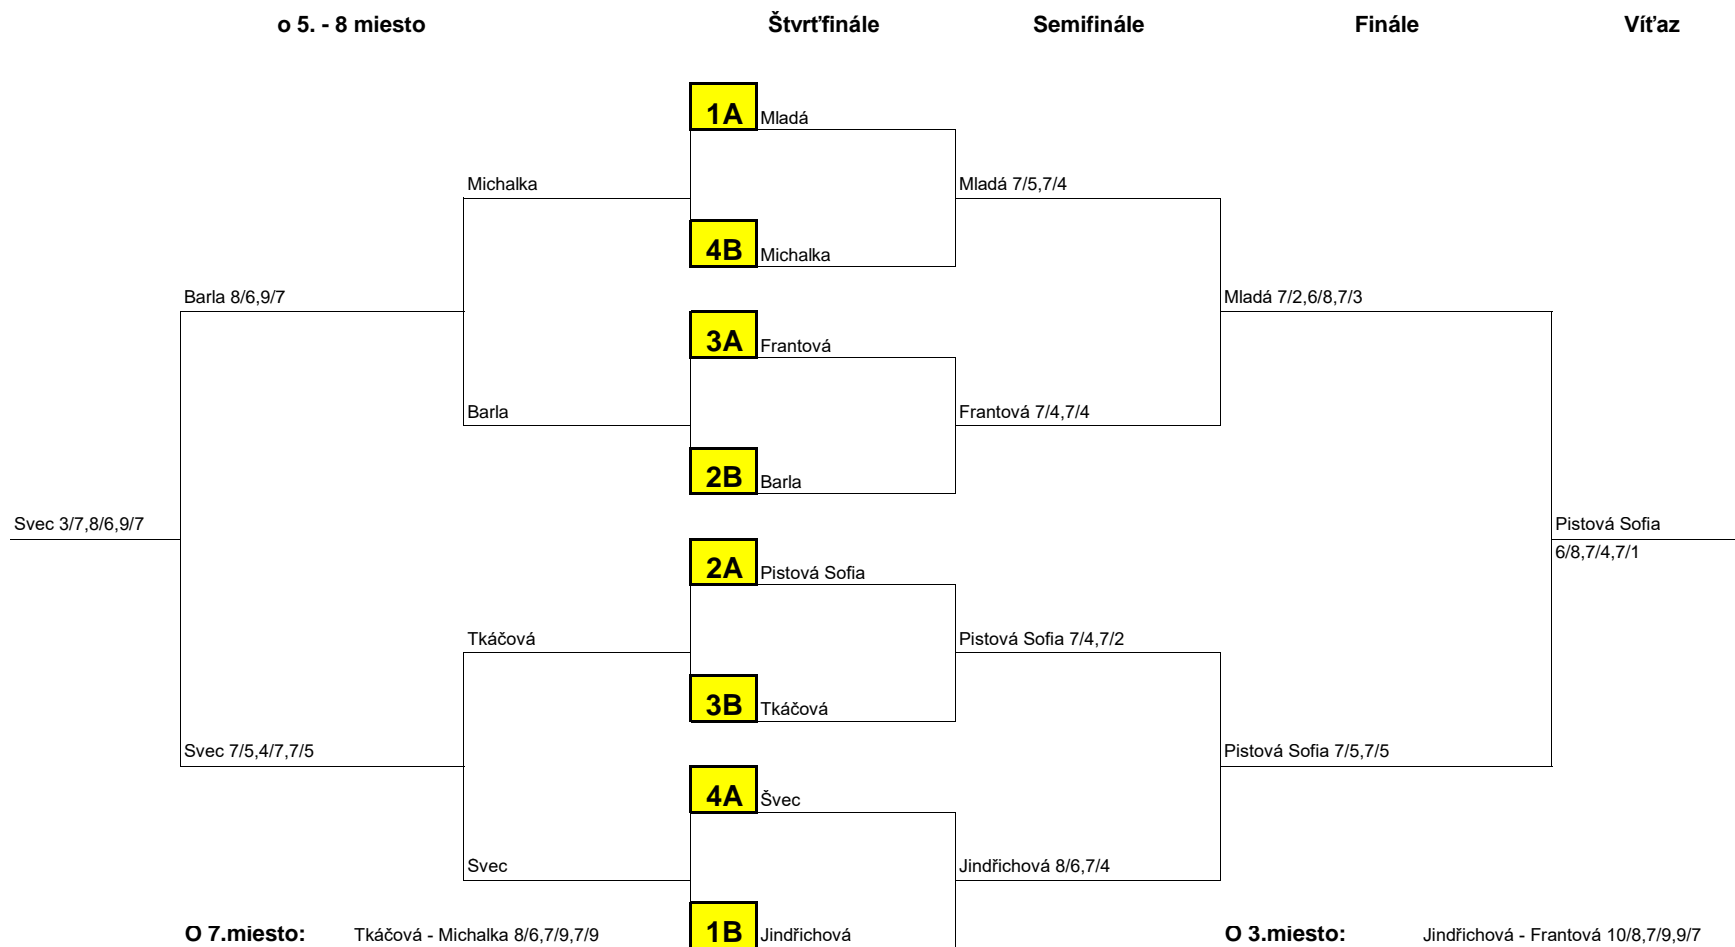 o 5. - 8 miesto Štvrťfinále Semifinále Finále Víťaz
1A Mladá
Michalka Mladá 7/5,7/4
4B Michalka
Barla 8/6,9/7 Mladá 7/2,6/8,7/3
3A Frantová
Barla Frantová 7/4,7/4
2B Barla
Svec 3/7,8/6,9/7 Pistová Sofia
6/8,7/4,7/1
2A Pistová Sofia
Tkáčová Pistová Sofia 7/4,7/2
3B Tkáčová
Svec 7/5,4/7,7/5 Pistová Sofia 7/5,7/5
4A Švec
Svec Jindřichová 8/6,7/4
O 7.miesto: Tkáčová - Michalka 8/6,7/9,7/9 1B Jindřichová O 3.miesto: Jindřichová - Frantová 10/8,7/9,9/7